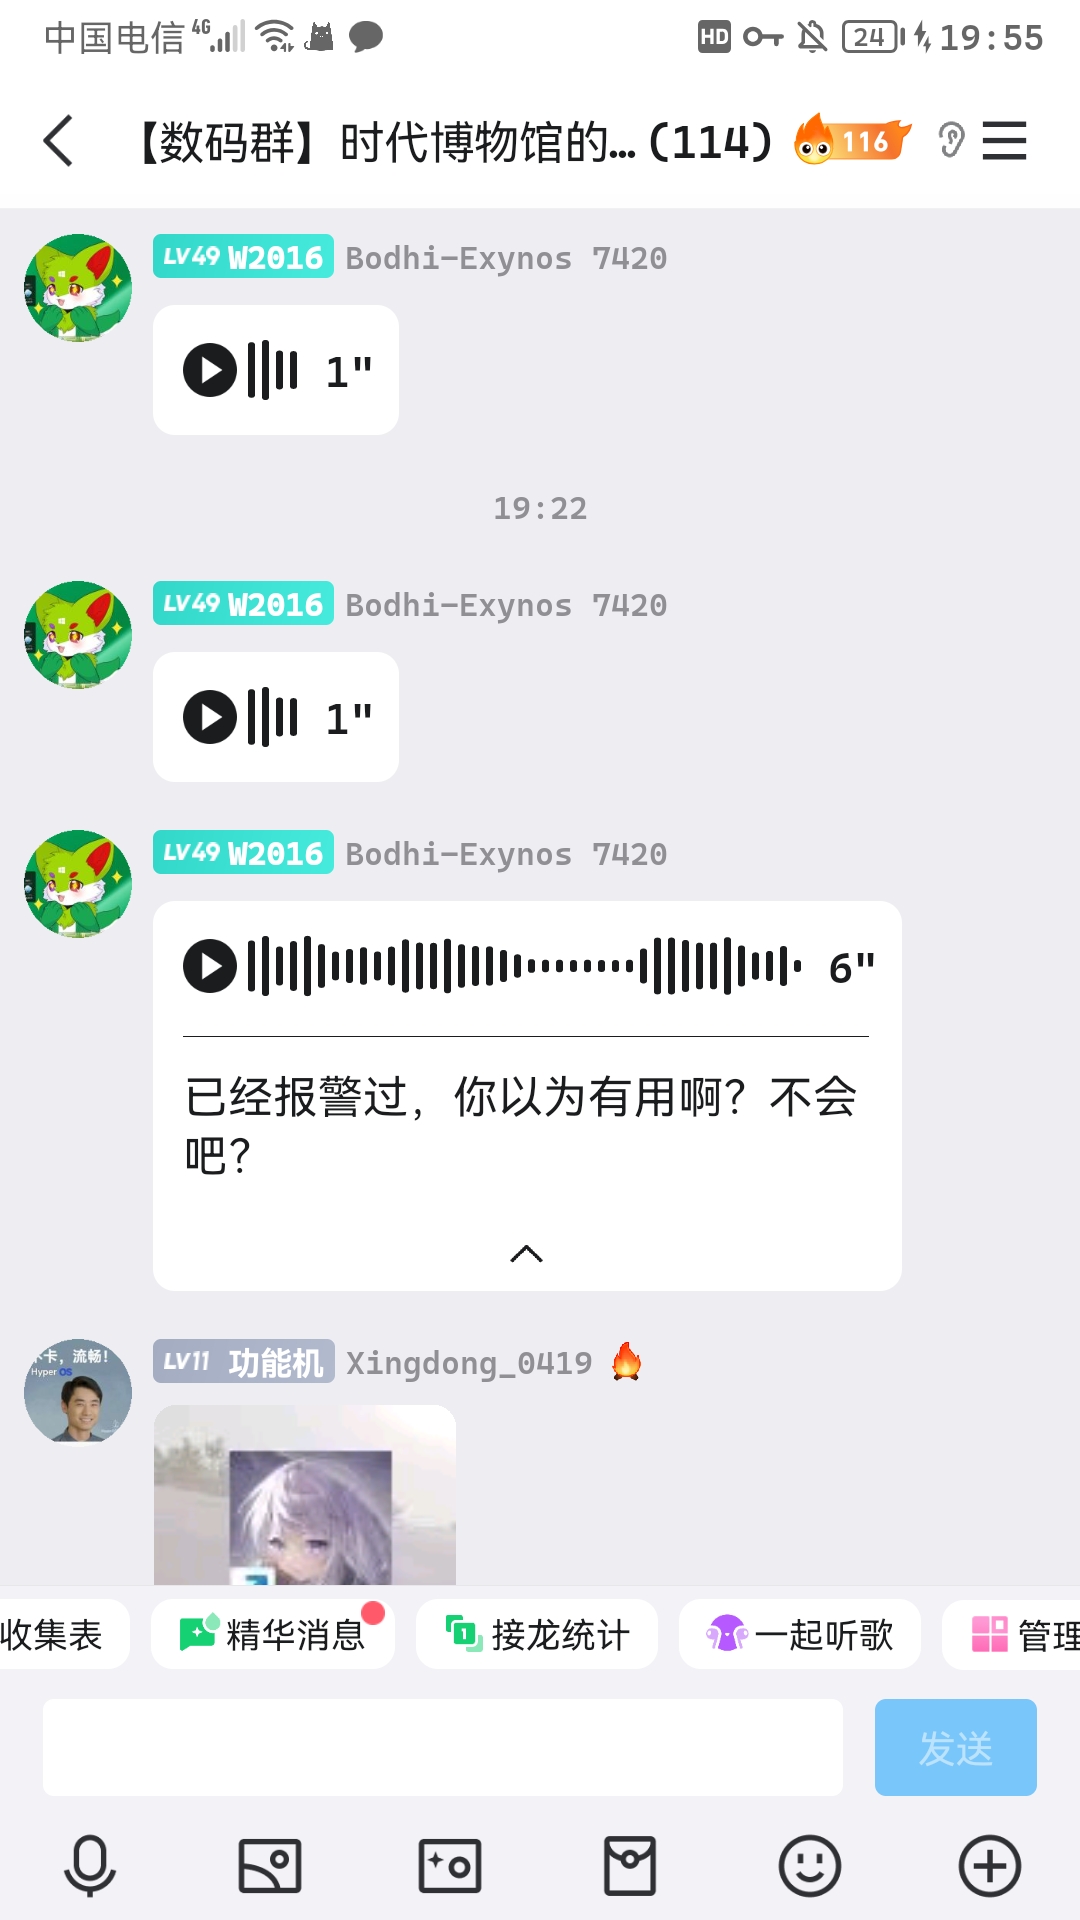 中国电信 4G HD 24 19:55
【数码群】时代博物馆的...(114) 116
LV49 W2016 Bodhi-Exynos 7420
1"
19:22
LV49 W2016 Bodhi-Exynos 7420
1"
LV49 W2016 Bodhi-Exynos 7420
6"
已经报警过，你以为有用啊？不会
吧？
卡，流畅！
Hyper OS
LV11 功能机 Xingdong_0419
收集表 精华消息 1 接龙统计 一起听歌 管理
发送